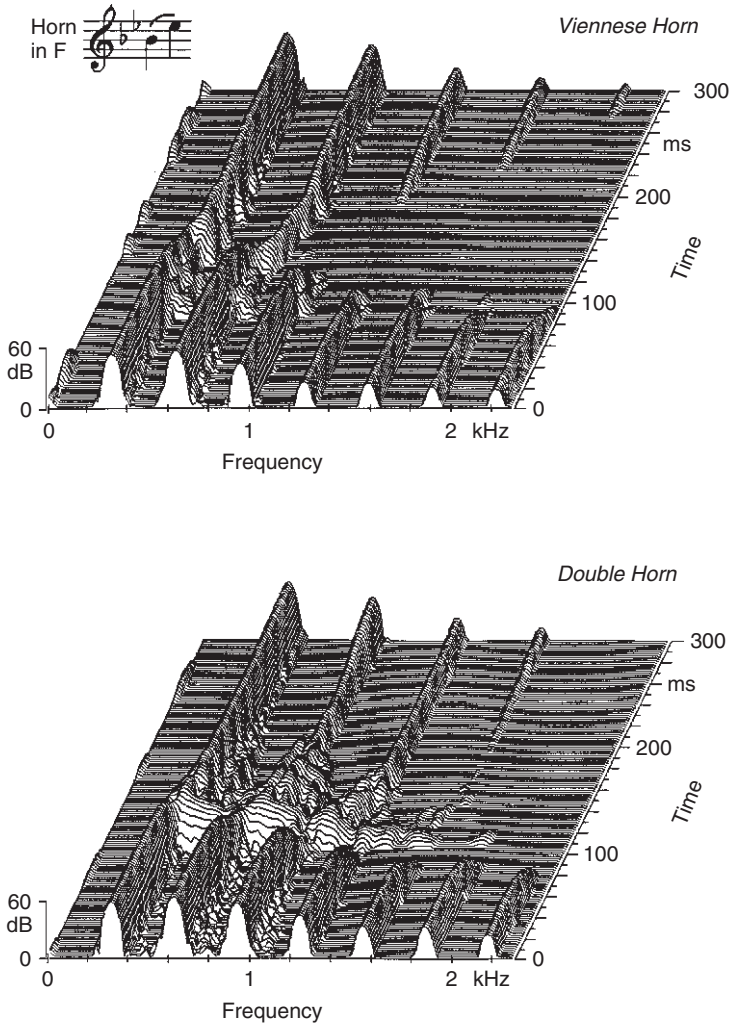 Horn
in F
Viennese Horn
300
ms
200
Time
100
60
dB
0
0
0
1
2 kHz
Frequency
Double Horn
300
ms
200
Time
100
60
dB
0
0
0
1
2 kHz
Frequency